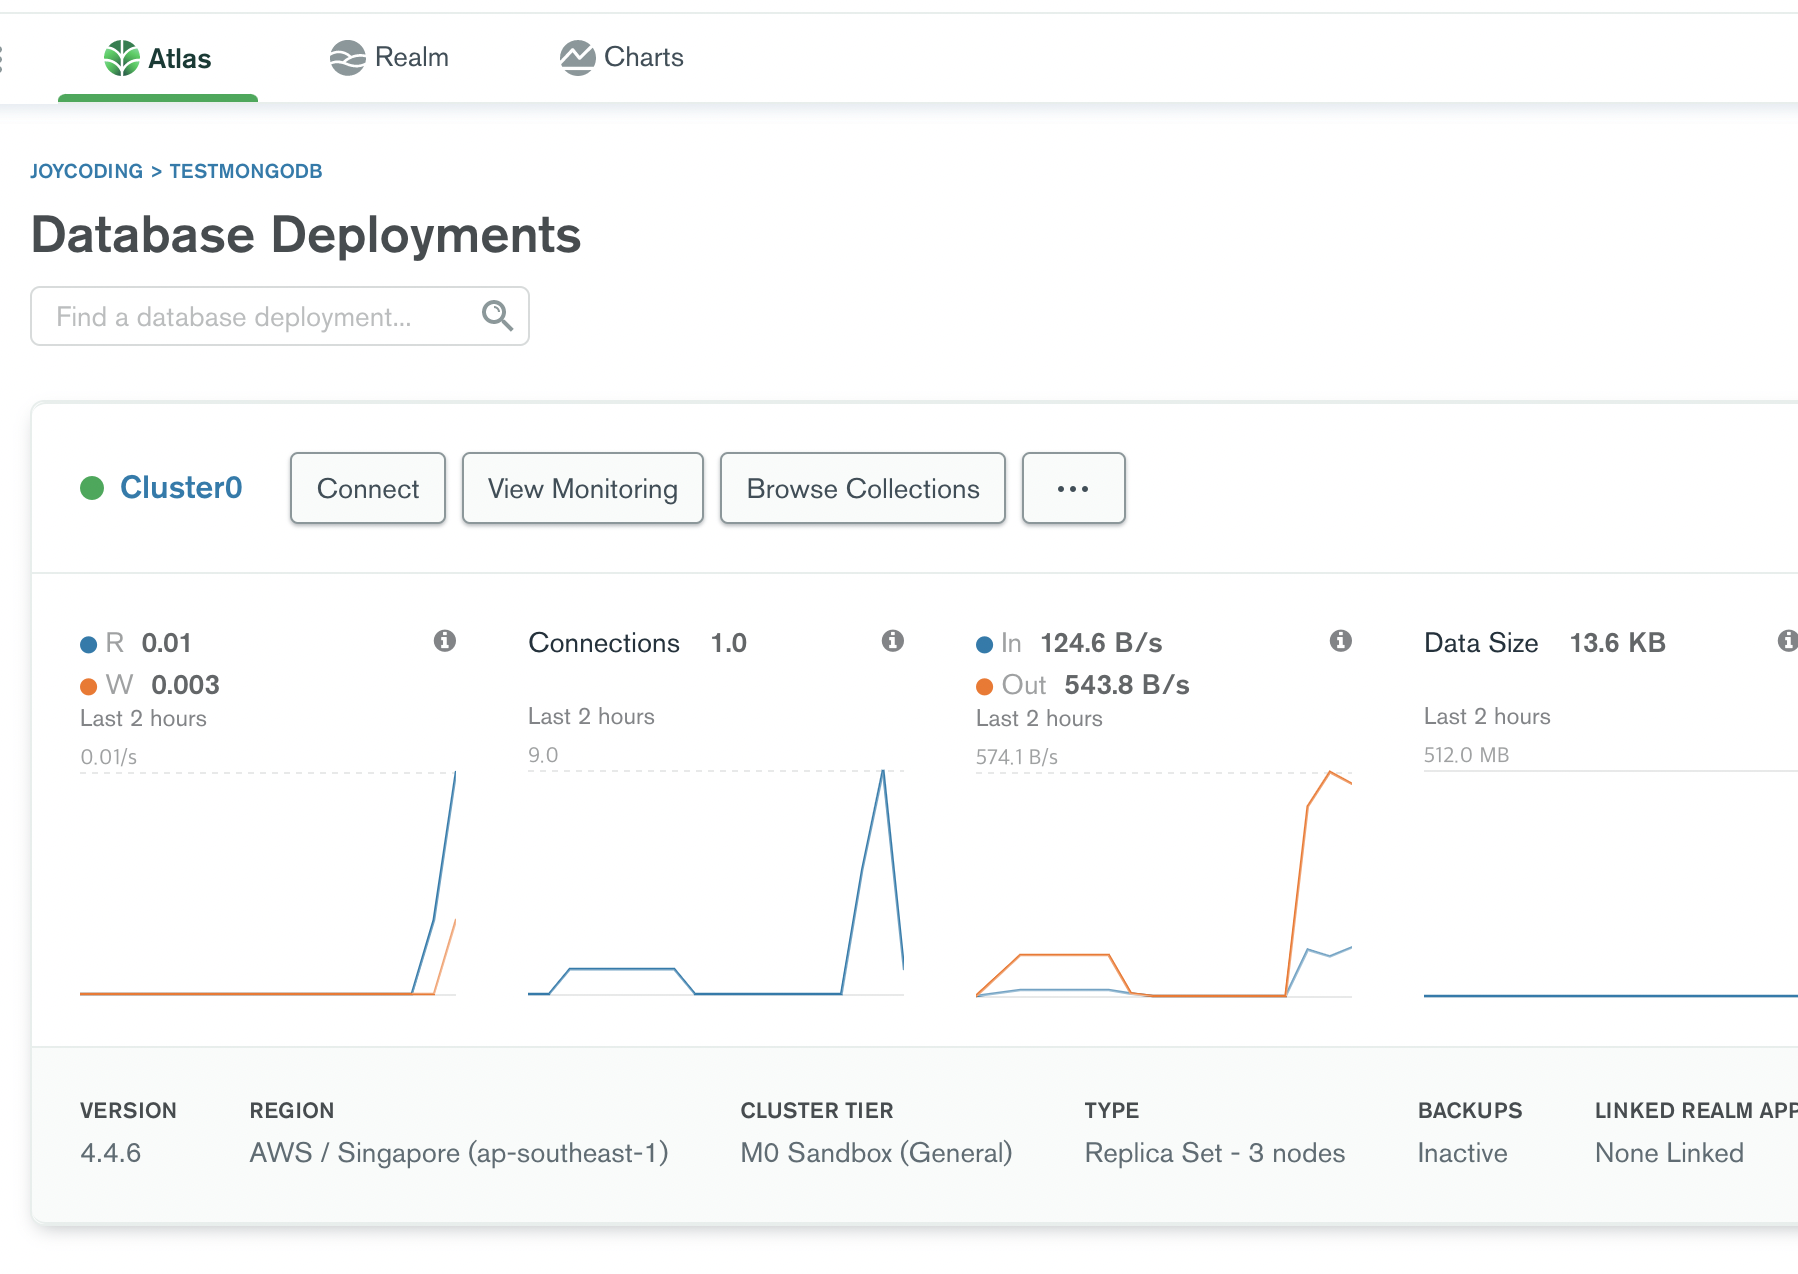 Atlas
Realm
Charts
JOYCODING > TESTMONGODB
Database Deployments
Find a database deployment...
Cluster0
Connect
View Monitoring
Browse Collections
...
R 0.01
W 0.003
Last 2 hours
0.01/s
Connections 1.0
Last 2 hours
9.0
In 124.6 B/s
Out 543.8 B/s
Last 2 hours
574.1 B/s
Data Size 13.6 KB
Last 2 hours
512.0 MB
VERSION
4.4.6
REGION
AWS / Singapore (ap-southeast-1)
CLUSTER TIER
M0 Sandbox (General)
TYPE
Replica Set - 3 nodes
BACKUPS
Inactive
LINKED REALM APP
None Linked